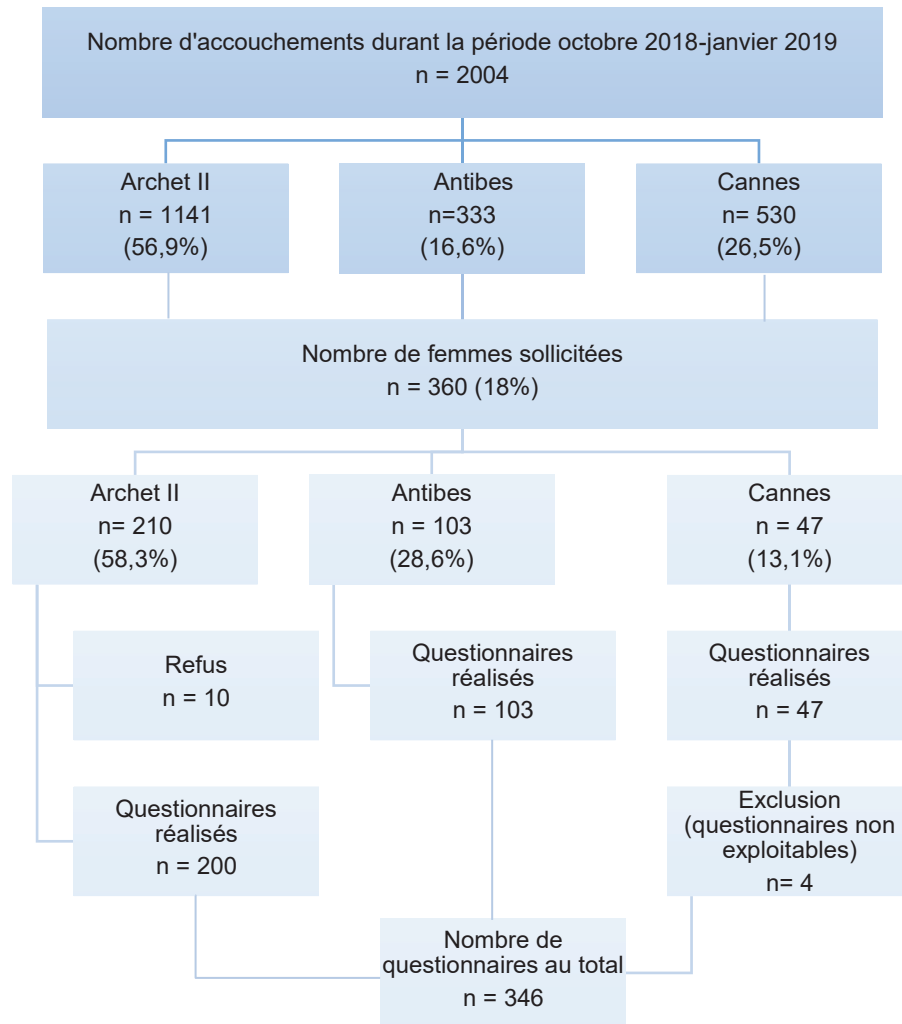 Nombre d'accouchements durant la période octobre 2018-janvier 2019
n = 2004
Archet II
n = 1141
(56,9%)
Antibes
n=333
(16,6%)
Cannes
n= 530
(26,5%)
Nombre de femmes sollicitées
n = 360 (18%)
Archet II
n= 210
(58,3%)
Antibes
n = 103
(28,6%)
Cannes
n = 47
(13,1%)
Refus
n = 10
Questionnaires
réalisés
n = 103
Questionnaires
réalisés
n = 47
Questionnaires
réalisés
n = 200
Exclusion
(questionnaires non
exploitables)
n= 4
Nombre de
questionnaires au total
n = 346